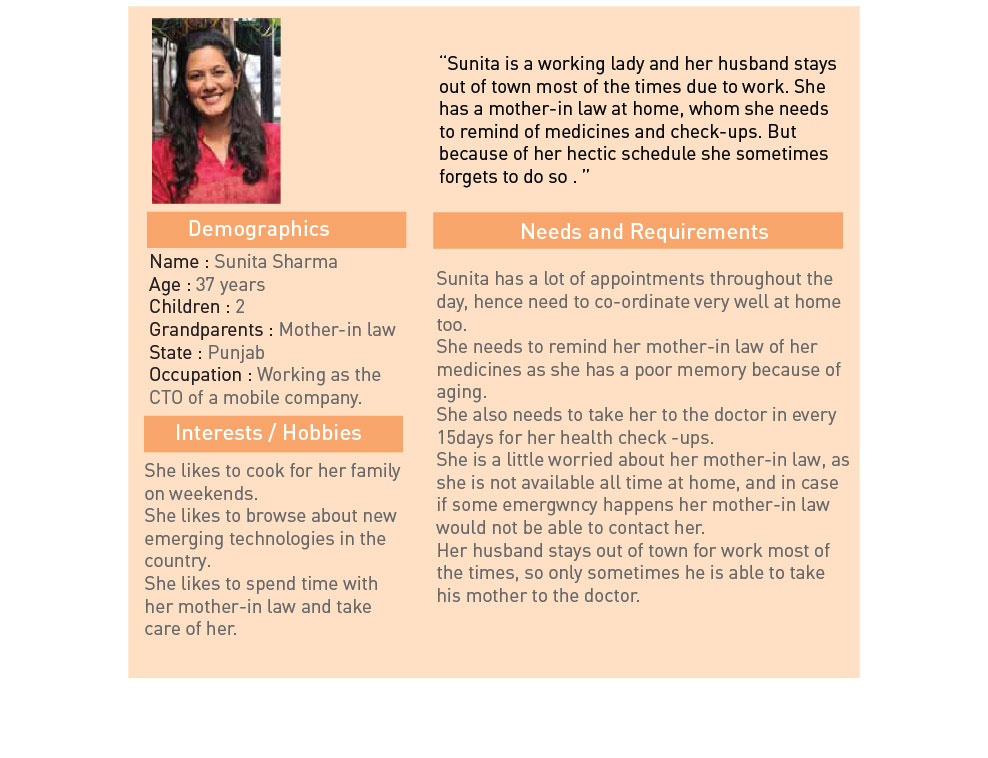 “Sunita is a working lady and her husband stays
out of town most of the times due to work. She
has a mother-in law at home, whom she needs
to remind of medicines and check-ups. But
because of her hectic schedule she sometimes
forgets to do so . ”
Demographics
Name : Sunita Sharma
Age : 37 years
Children : 2
Grandparents : Mother-in law
State : Punjab
Occupation : Working as the
CTO of a mobile company.
Interests / Hobbies
She likes to cook for her family
on weekends.
She likes to browse about new
emerging technologies in the
country.
She likes to spend time with
her mother-in law and take
care of her.
Needs and Requirements
Sunita has a lot of appointments throughout the
day, hence need to co-ordinate very well at home
too.
She needs to remind her mother-in law of her
medicines as she has a poor memory because of
aging.
She also needs to take her to the doctor in every
15days for her health check -ups.
She is a little worried about her mother-in law, as
she is not available all time at home, and in case
if some emergwncy happens her mother-in law
would not be able to contact her.
Her husband stays out of town for work most of
the times, so only sometimes he is able to take
his mother to the doctor.